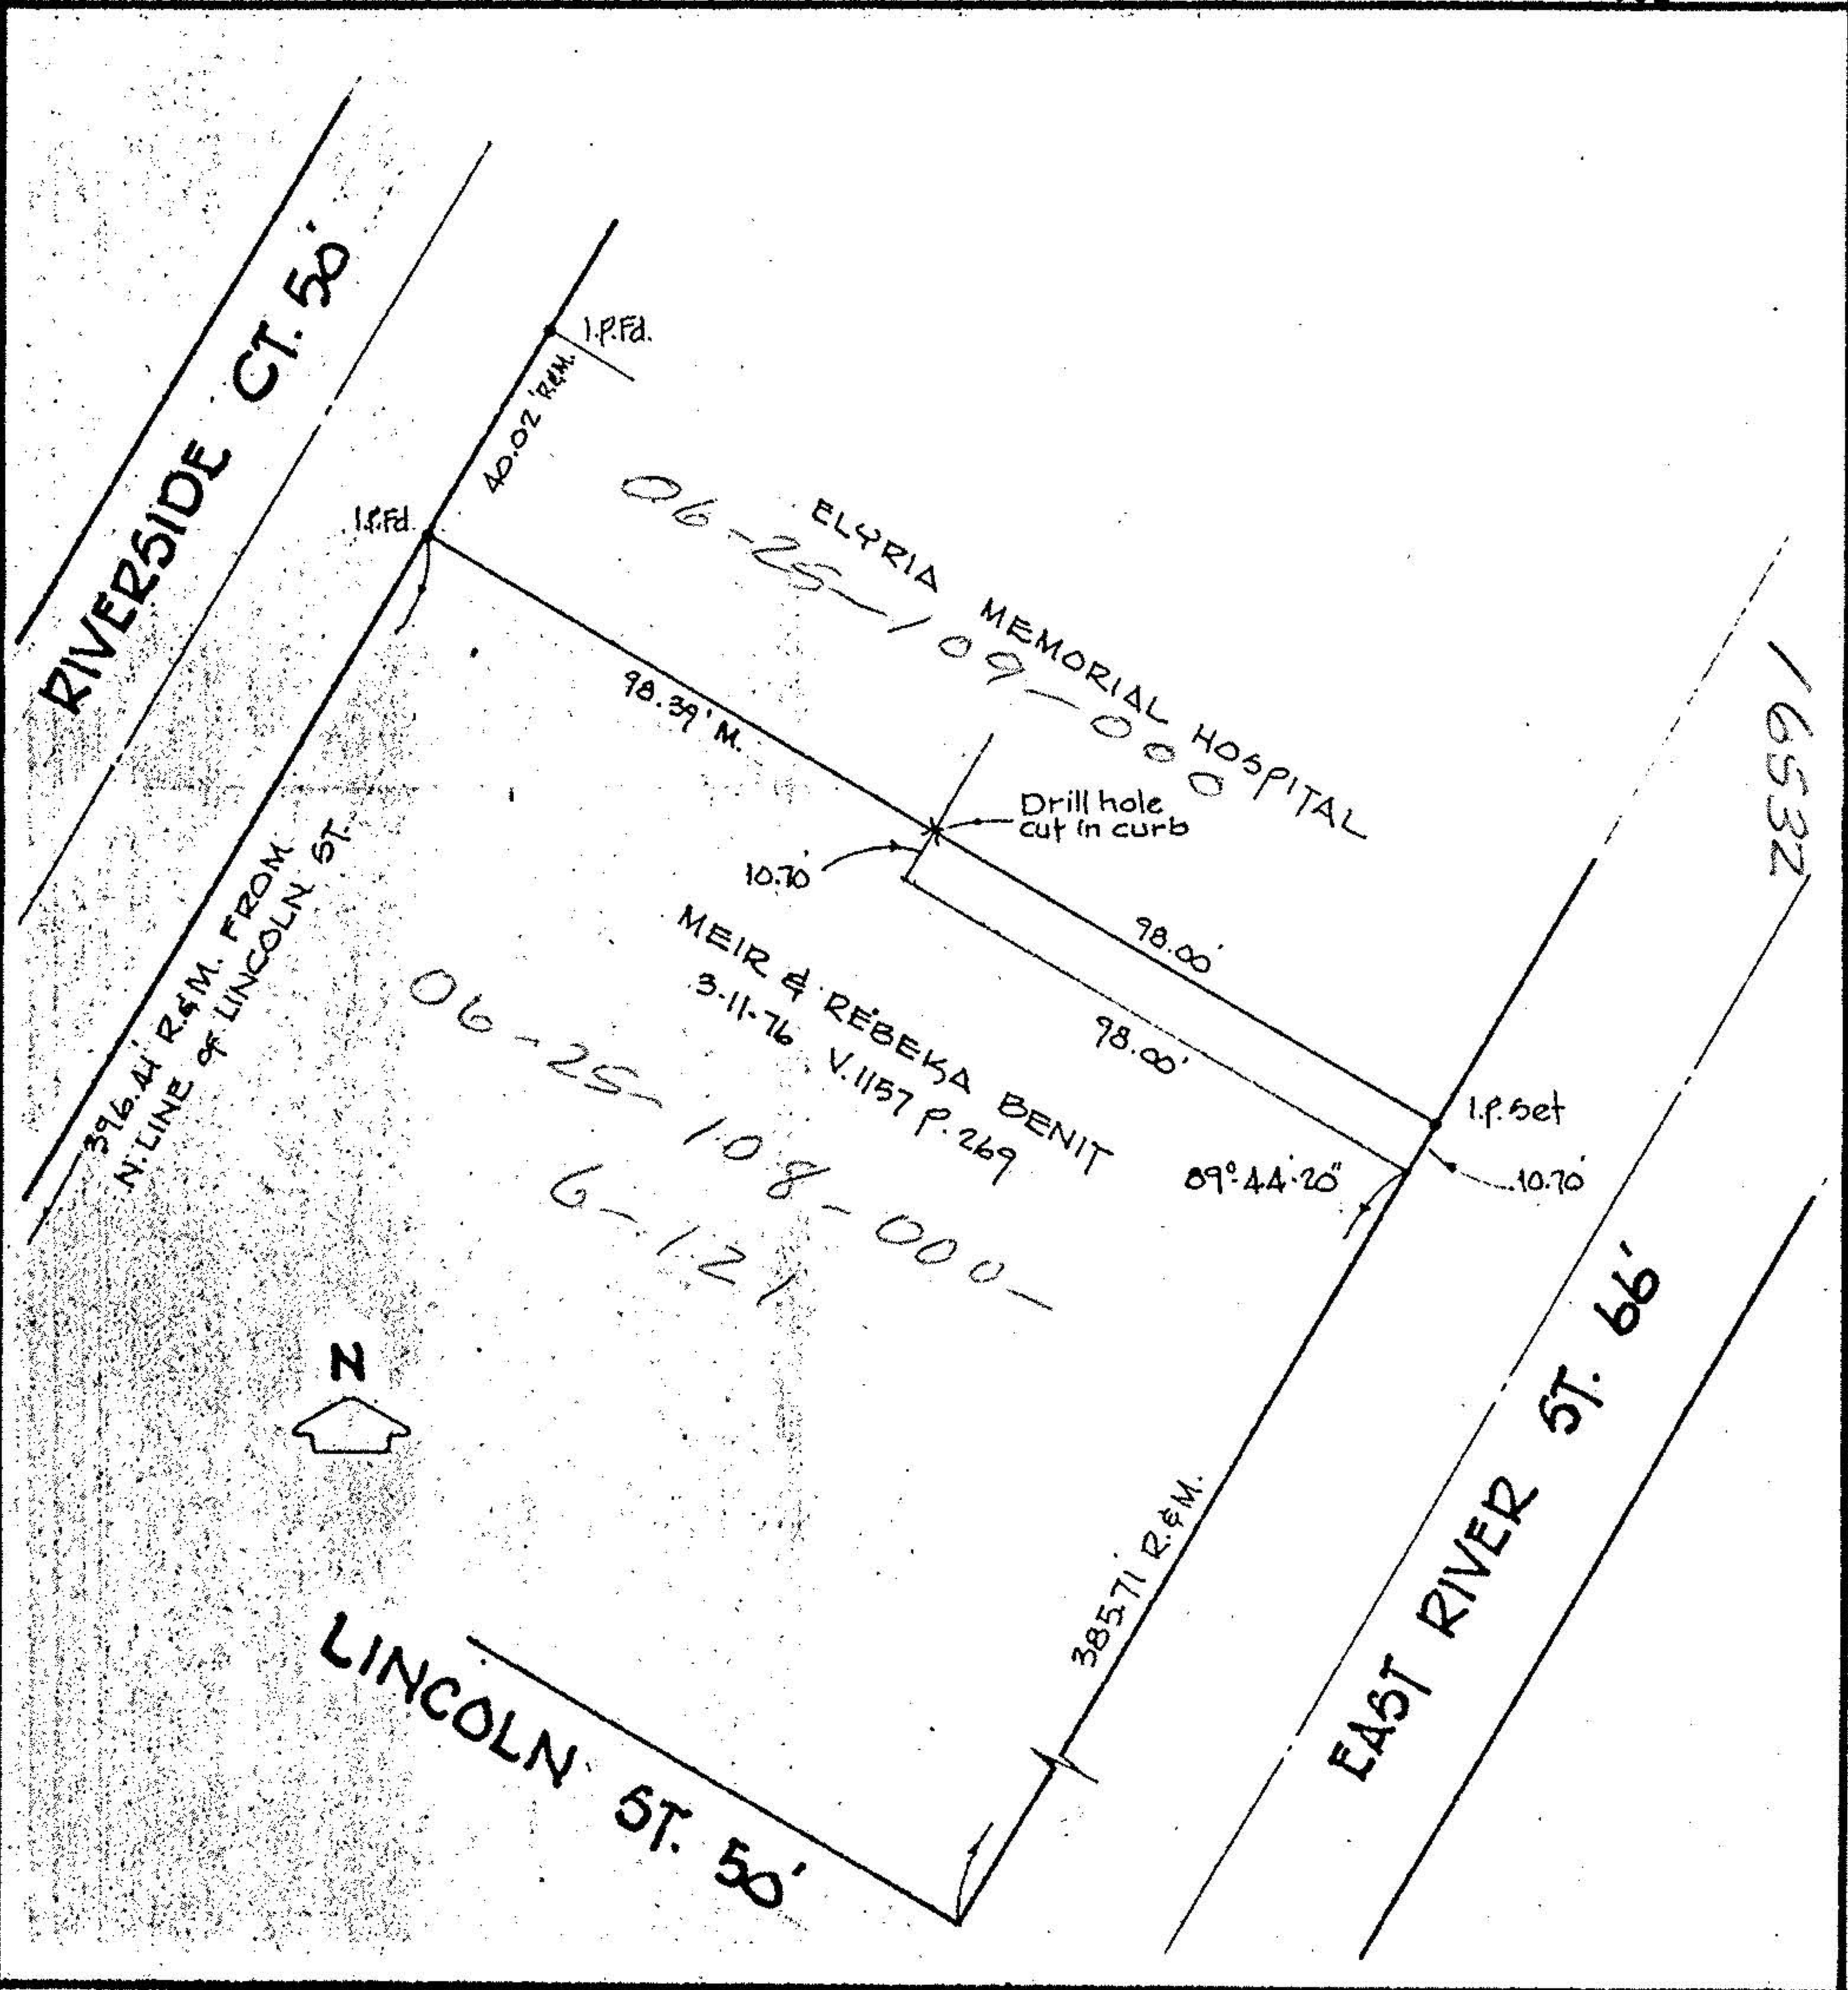 RIVERSIDE CT. 50'
I.P.Fd.
40.02' R&M.
I.P.Fd.
ELYRIA MEMORIAL HOSPITAL
06-25-109-000
16532
98.39' M.
Drill hole
cut in curb
10.70'
98.00'
98.00'
MEIR & REBEKA BENIT
3-11-76 V.1157 P.269
396.41' R.&M. FROM
N. LINE OF LINCOLN ST.
06-25-108-000-
6-121
I.P. Set
89°-44'-20"
10.70'
N
385.71' R.&M.
EAST RIVER ST. 66'
LINCOLN ST. 50'